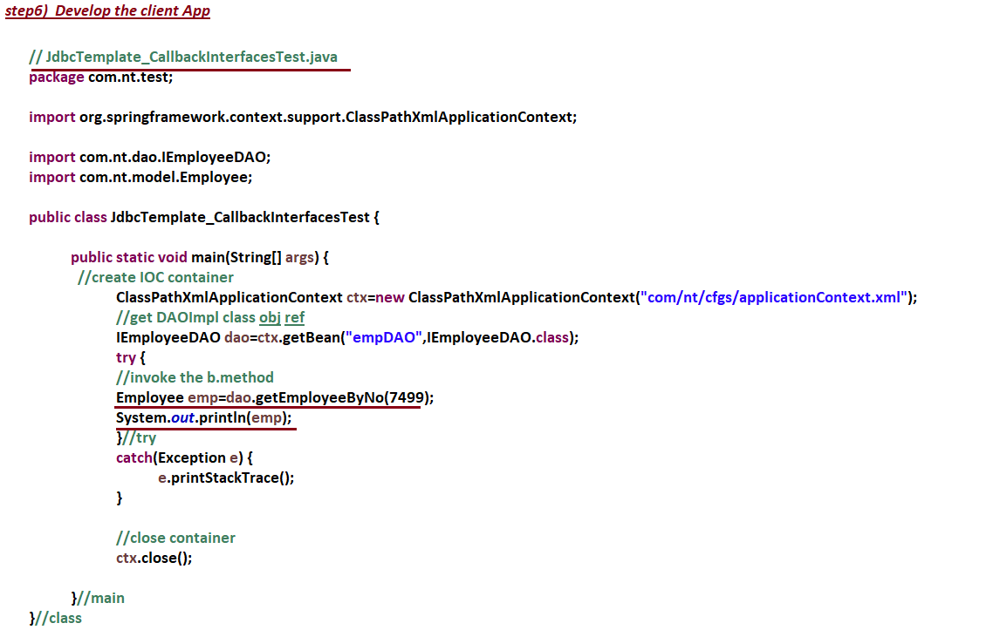 step6) Develop the client App
// JdbcTemplate_CallbackInterfacesTest.java
package com.nt.test;
import org.springframework.context.support.ClassPathXmlApplicationContext;
import com.nt.dao.IEmployeeDAO;
import com.nt.model.Employee;
public class JdbcTemplate_CallbackInterfacesTest {
public static void main(String[] args) {
//create IOC container
ClassPathXmlApplicationContext ctx=new ClassPathXmlApplicationContext("com/nt/cfgs/applicationContext.xml");
//get DAOImpl class obj ref
IEmployeeDAO dao=ctx.getBean("empDAO",IEmployeeDAO.class);
try {
//invoke the b.method
Employee emp=dao.getEmployeeByNo(7499);
System.out.println(emp);
}//try
catch(Exception e) {
e.printStackTrace();
}
//close container
ctx.close();
}//main
}//class